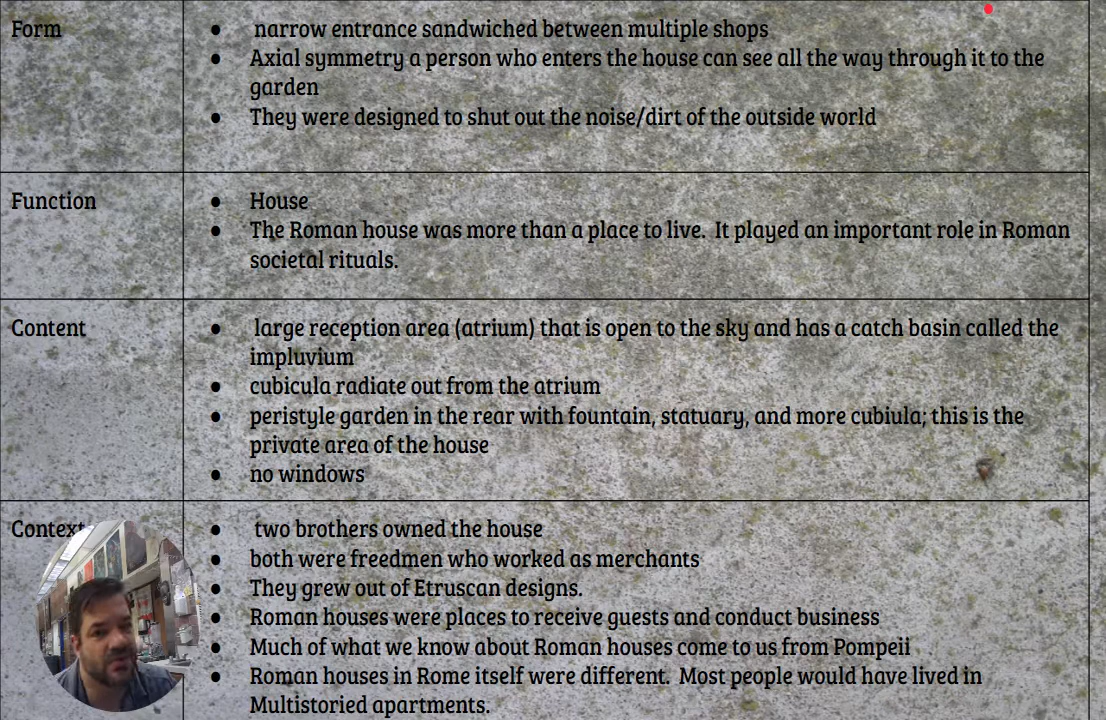 Form
● narrow entrance sandwiched between multiple shops
● Axial symmetry a person who enters the house can see all the way through it to the
garden
● They were designed to shut out the noise/dirt of the outside world
Function
● House
● The Roman house was more than a place to live. It played an important role in Roman
societal rituals.
Content
● large reception area (atrium) that is open to the sky and has a catch basin called the
impluvium
● cubicula radiate out from the atrium
● peristyle garden in the rear with fountain, statuary, and more cubiula; this is the
private area of the house
● no windows
Context
● two brothers owned the house
● both were freedmen who worked as merchants
● They grew out of Etruscan designs.
● Roman houses were places to receive guests and conduct business
● Much of what we know about Roman houses come to us from Pompeii
● Roman houses in Rome itself were different. Most people would have lived in
Multistoried apartments.